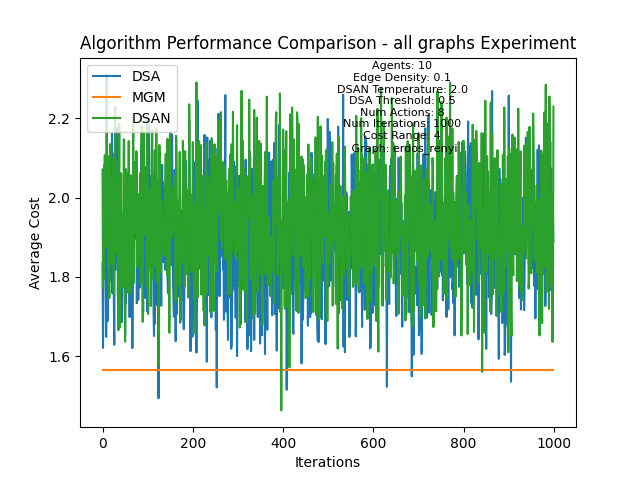 Algorithm Performance Comparison - all graphs Experiment
DSA
MGM
DSAN
Agents: 10
Edge Density: 0.1
DSAN Temperature: 2.0
DSA Threshold: 0.5
Num Actions: 8
Num Iterations: 1000
Cost Range: 4
Graph: erdos_renyi
Average Cost
2.2
2.0
1.8
1.6
0
200
400
600
800
1000
Iterations